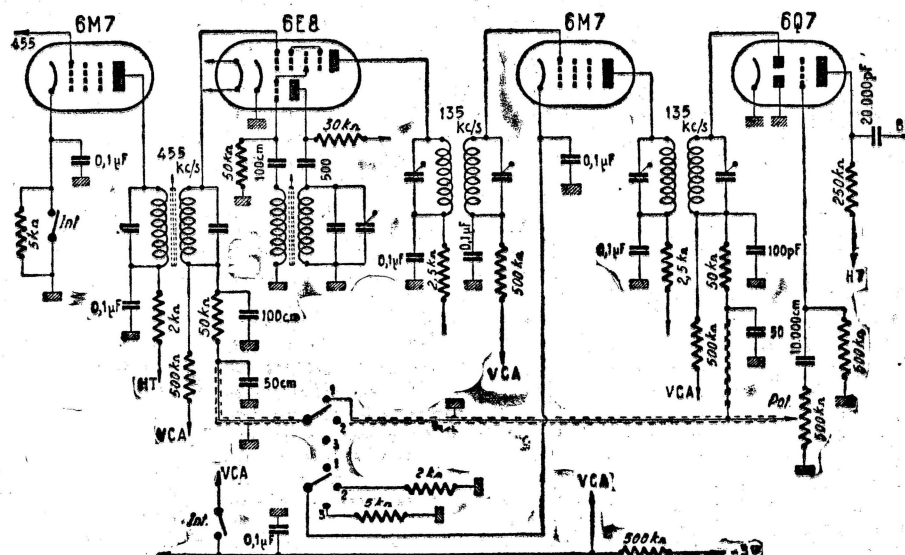 6M7
6E8
6M7
6Q7
455
20.000pF
B
0,1µF
455
Kc/s
50kΩ
100cm
500
30kΩ
135
Kc/s
0,1µF
135
Kc/s
250kΩ
5kΩ
Int
0,1µF
2kΩ
50kΩ
100cm
0,1µF
2,5kΩ
0,1µF
500kΩ
0,1µF
2,5kΩ
50kΩ
100pF
HT
HT
500kΩ
50cm
VCA
500kΩ
50
10.000cm
500kΩ
VCA
VCA
Pot.
500kΩ
1
2
3
1
2
3
2kΩ
5kΩ
VCA
Int.
0,1µF
VCA
500kΩ